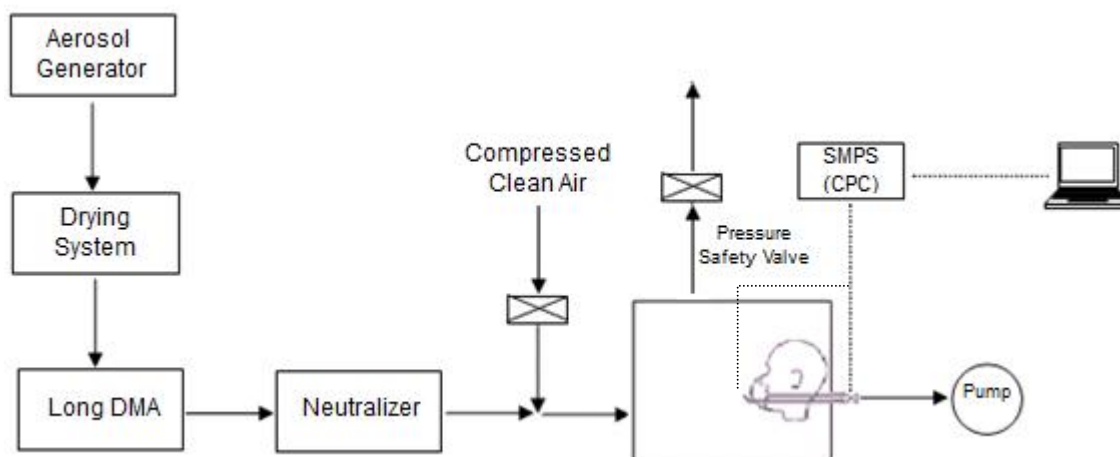 Aerosol
Generator
Drying
System
Long DMA
Neutralizer
Compressed
Clean Air
Pressure
Safety Valve
SMPS
(CPC)
Pump